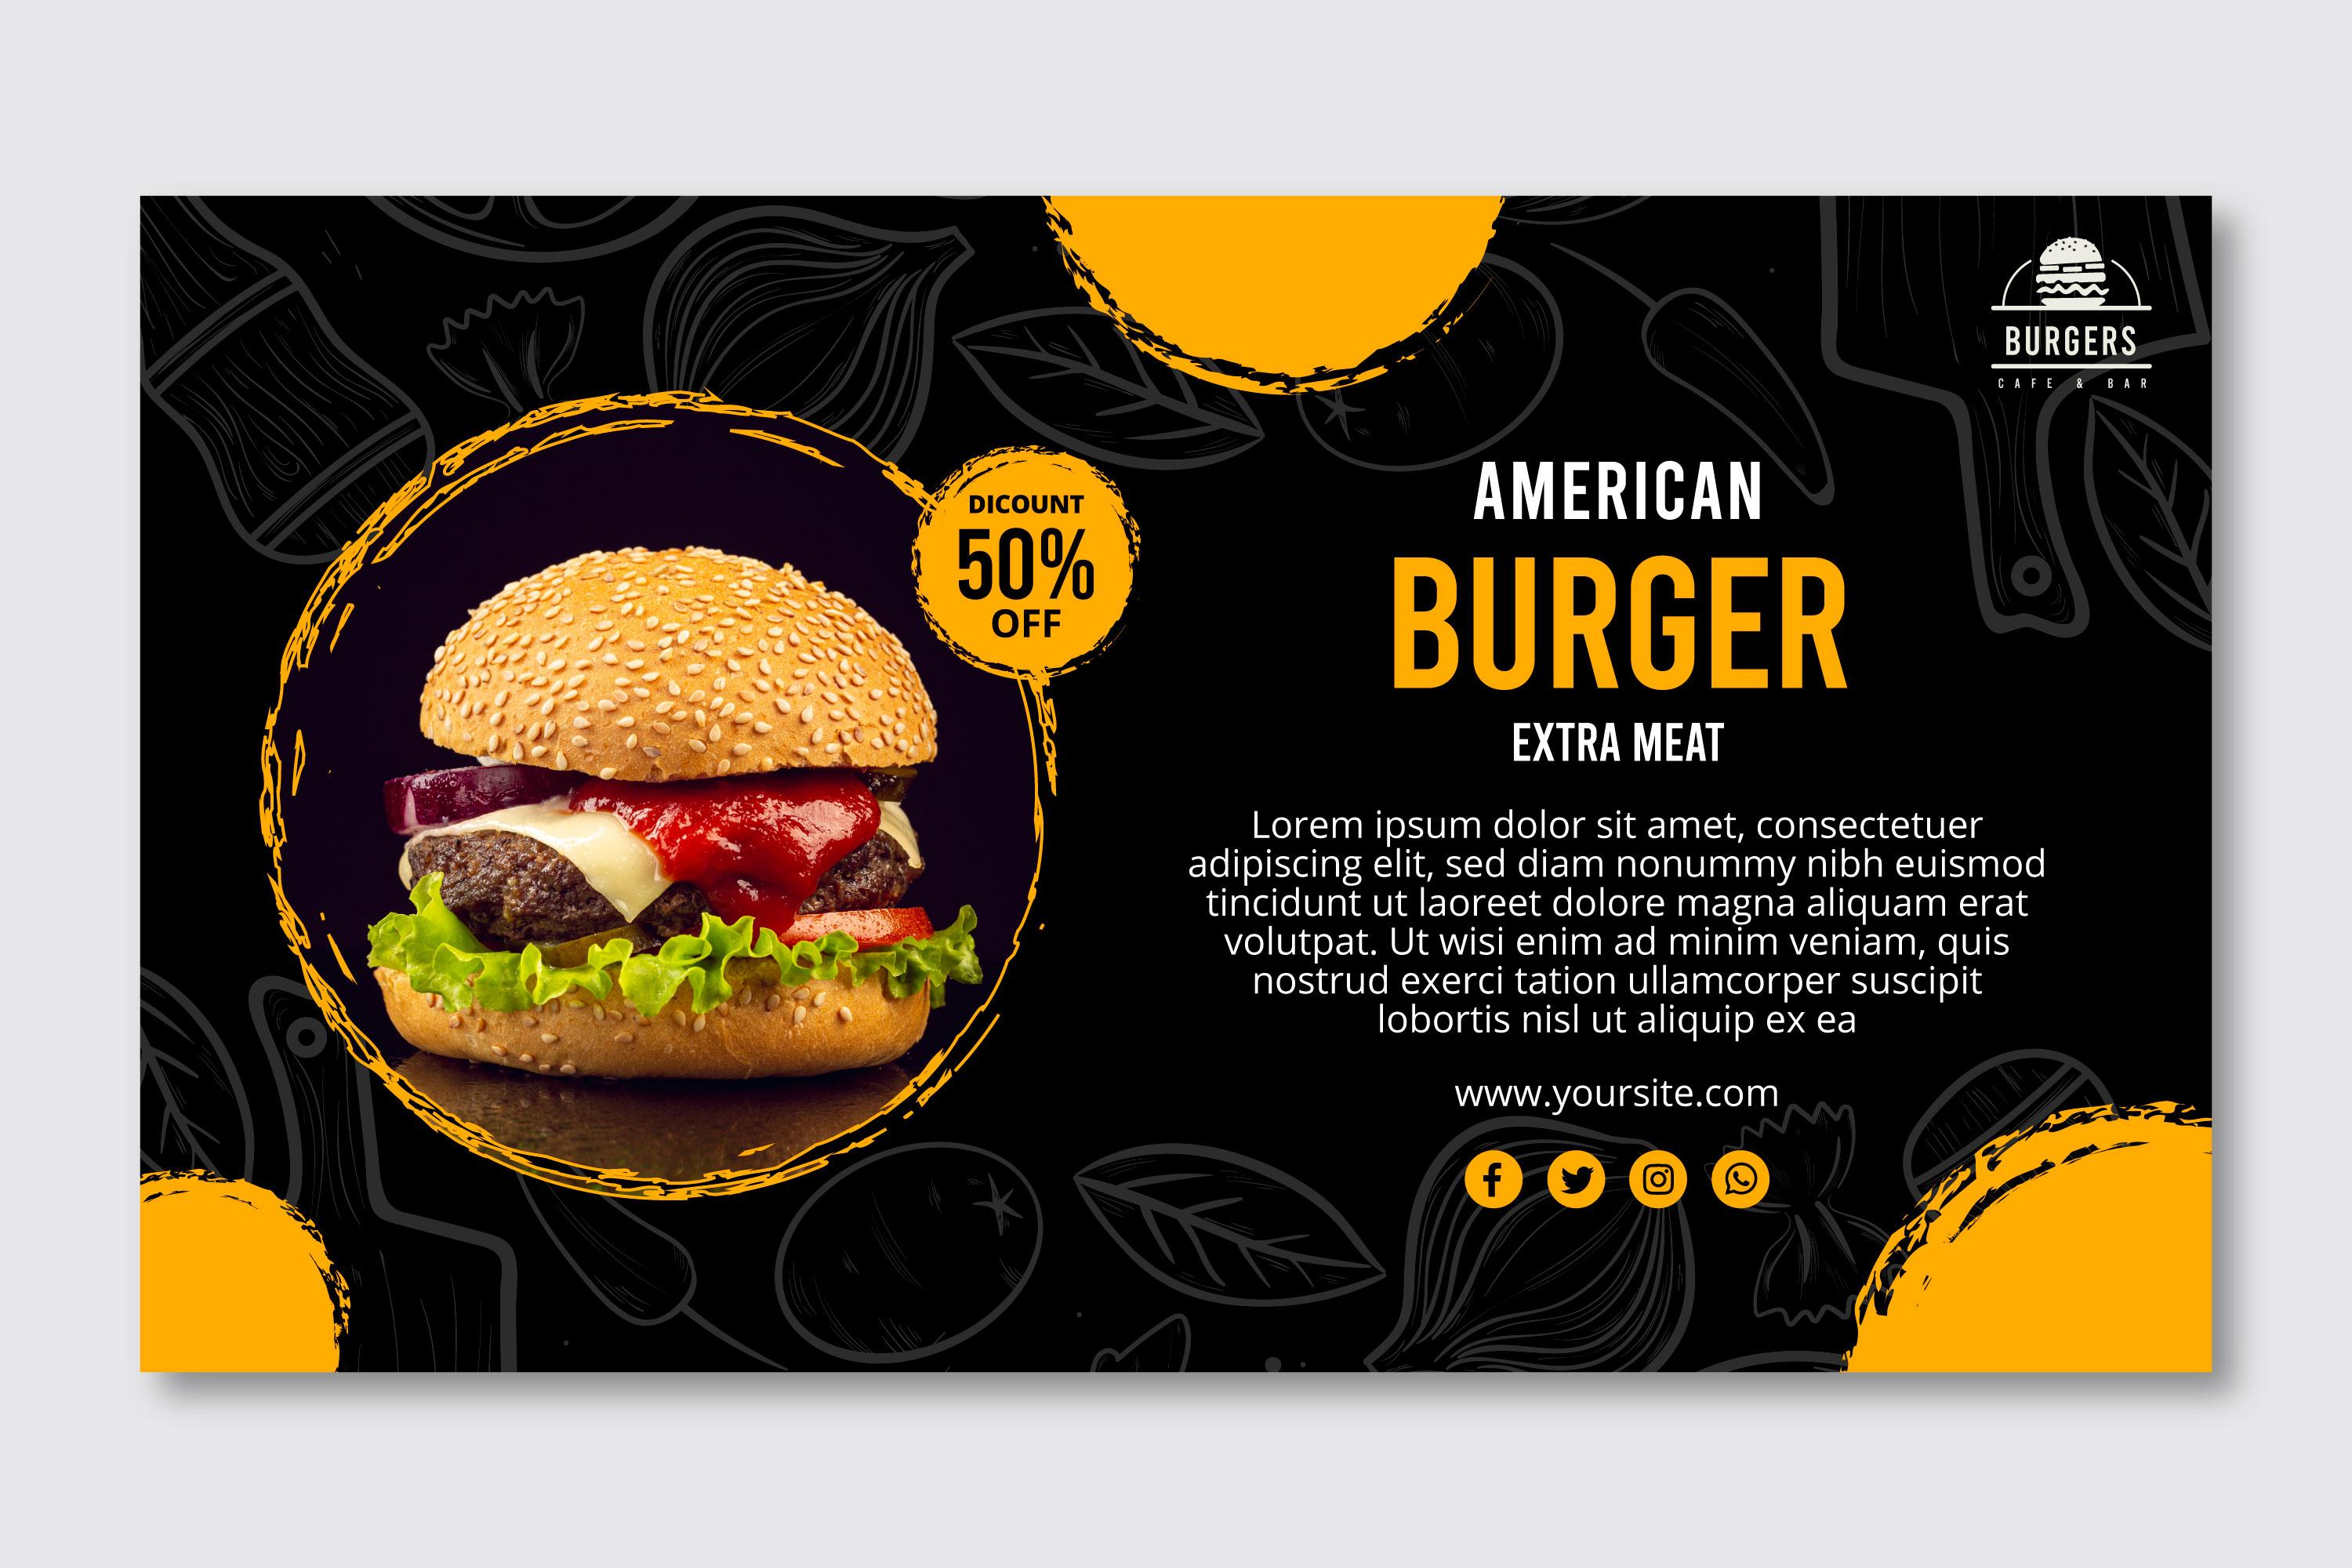 BURGERS
CAFE & BAR
DICOUNT
50%
OFF
AMERICAN
BURGER
EXTRA MEAT
Lorem ipsum dolor sit amet, consectetuer
adipiscing elit, sed diam nonummy nibh euismod
tincidunt ut laoreet dolore magna aliquam erat
volutpat. Ut wisi enim ad minim veniam, quis
nostrud exerci tation ullamcorper suscipit
lobortis nisl ut aliquip ex ea
www.yoursite.com